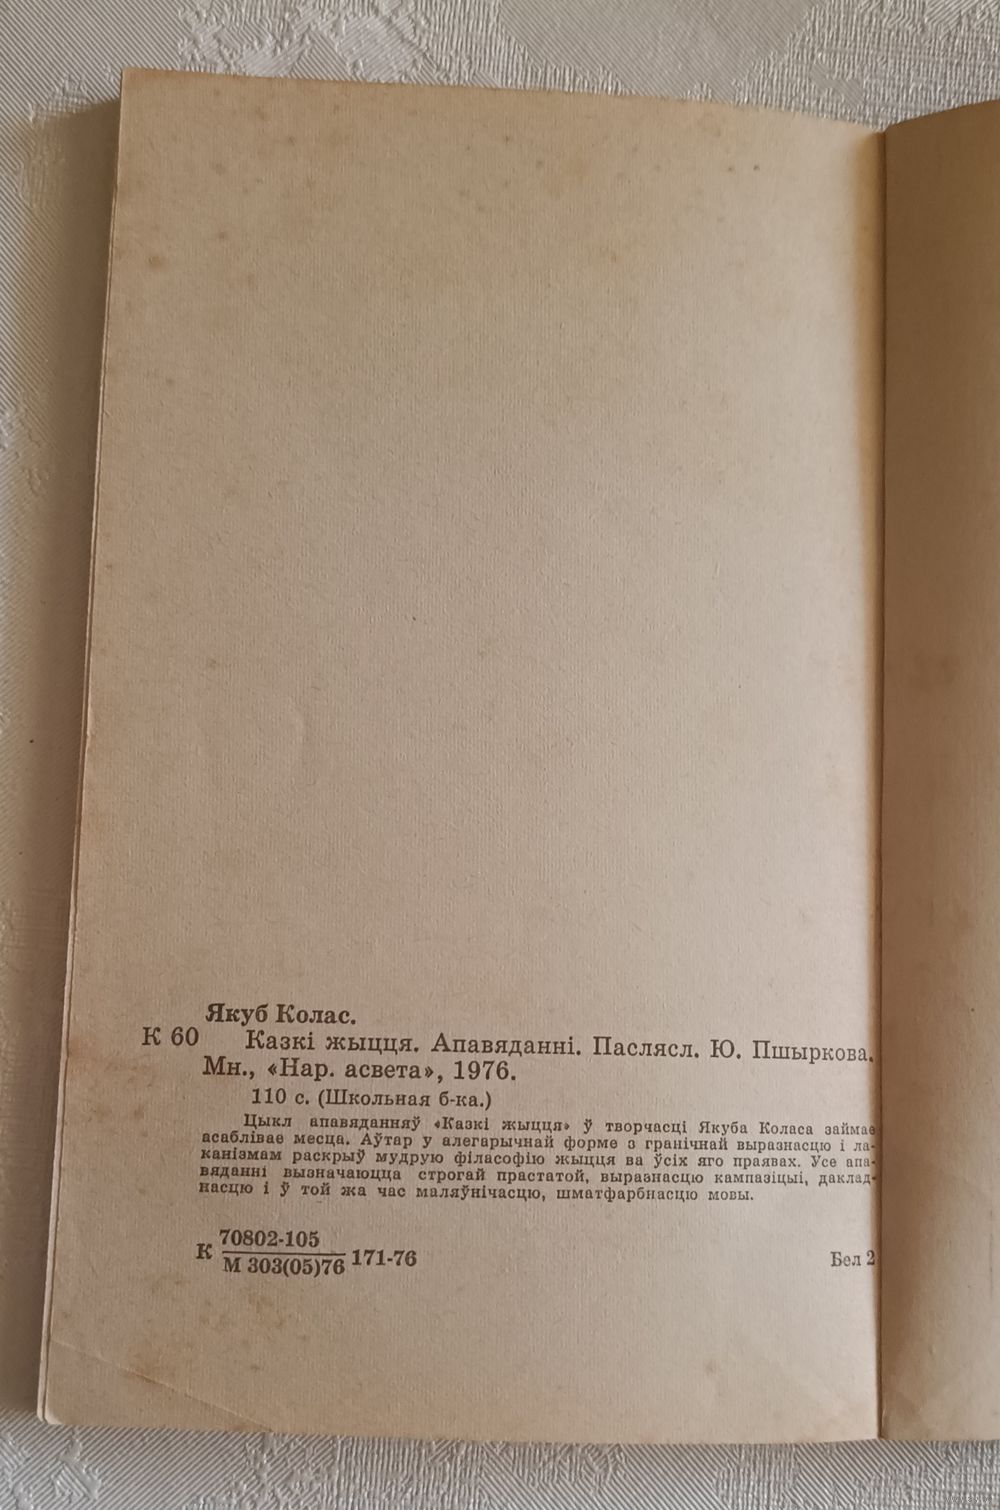 Якуб Колас.
К 60 Казкі жыцця. Апавяданні. Паслясл. Ю. Пшыркова.
Мн., «Нар. асвета», 1976.
110 с. (Школьная б-ка.)
Цыкл апавяданняў «Казкі жыцця» ў творчасці Якуба Коласа займае
асаблівае месца. Аўтар у алегарычнай форме з гранічнай выразнасцю і ла-
канізмам раскрыў мудрую філасофію жыцця ва ўсіх яго праявах. Усе апа-
вяданні вызначаюцца строгай прастатой, выразнасцю кампазіцыі, даклад-
насцю і ў той жа час маляўнічасцю, шматфарбнасцю мовы.
70802-105
К М 303(05)76 171-76 Бел 2